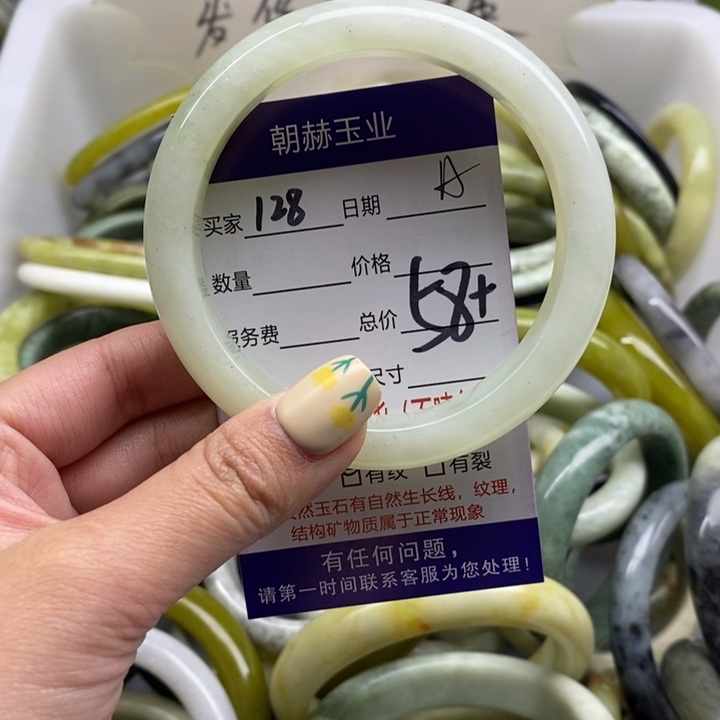 朝赫玉业
买家 128 日期 A
数量 价格
服务费 总价 58+
尺寸
有纹 有裂
然玉石有自然生长线，纹理，
结构矿物质属于正常现象
有任何问题，
请第一时间联系客服为您处理！